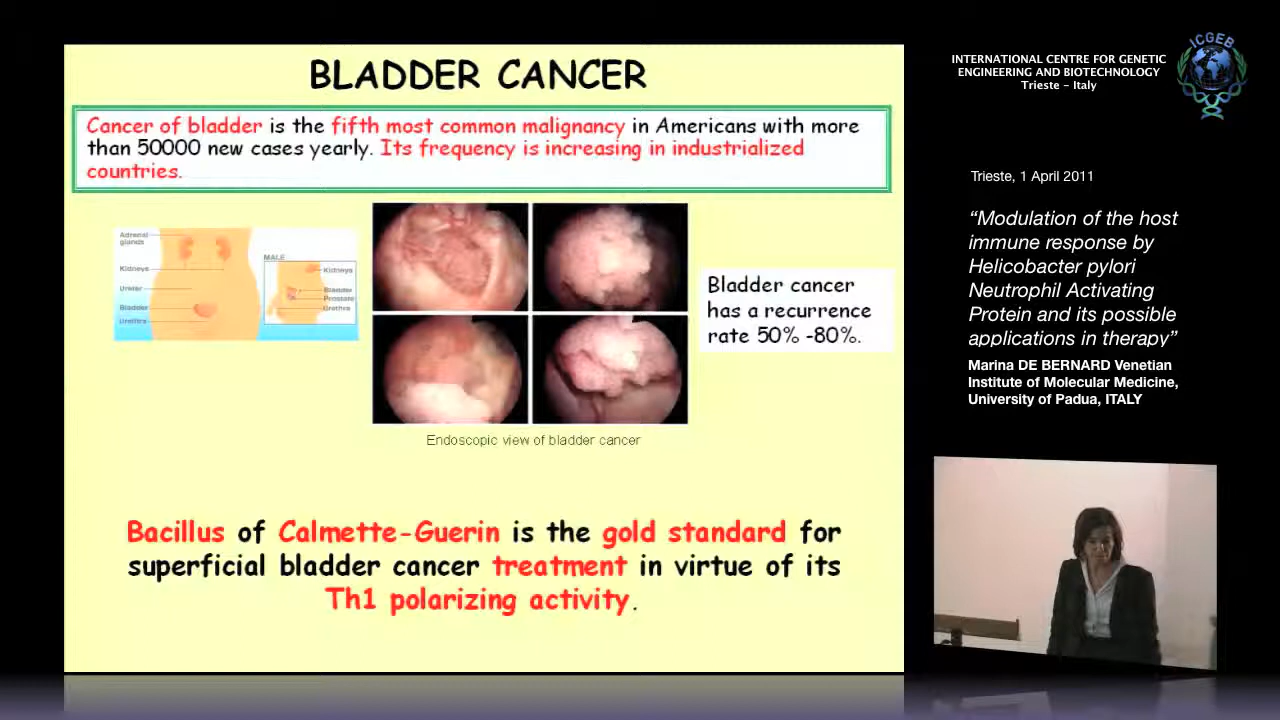 BLADDER CANCER
Cancer of bladder is the fifth most common malignancy in Americans with more
than 50000 new cases yearly. Its frequency is increasing in industrialized
countries.
Adrenal
glands
Kidneys
Ureter
Bladder
Urethra
MALE
Kidneys
Bladder
Prostate
Urethra
Bladder cancer
has a recurrence
rate 50% -80%.
Endoscopic view of bladder cancer
Bacillus of Calmette-Guerin is the gold standard for
superficial bladder cancer treatment in virtue of its
Th1 polarizing activity.
INTERNATIONAL CENTRE FOR GENETIC
ENGINEERING AND BIOTECHNOLOGY
Trieste - Italy
ICGEB
Trieste, 1 April 2011
“Modulation of the host
immune response by
Helicobacter pylori
Neutrophil Activating
Protein and its possible
applications in therapy”
Marina DE BERNARD Venetian
Institute of Molecular Medicine,
University of Padua, ITALY